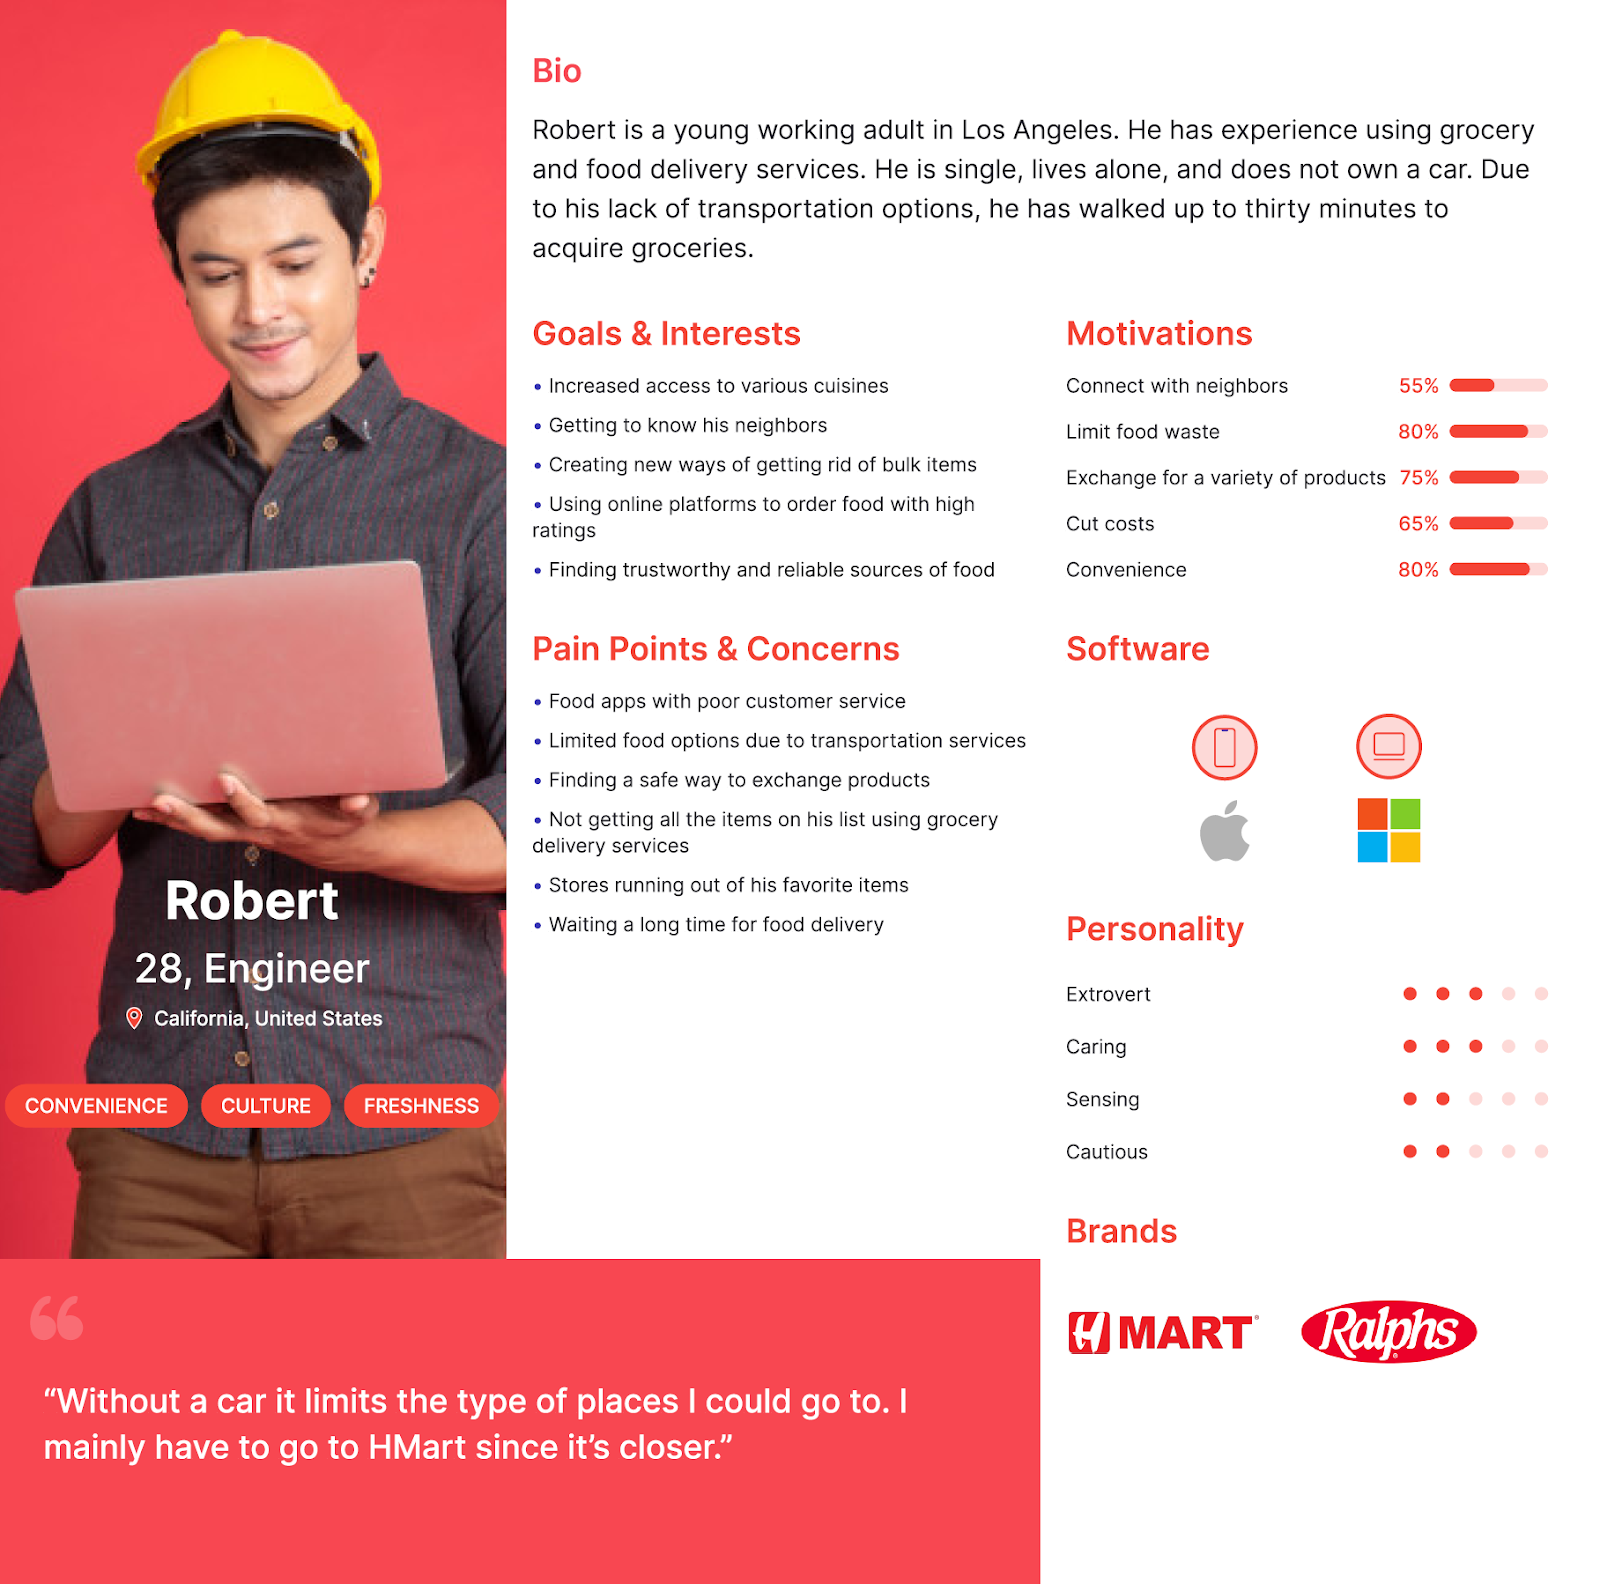 Bio
Robert is a young working adult in Los Angeles. He has experience using grocery
and food delivery services. He is single, lives alone, and does not own a car. Due
to his lack of transportation options, he has walked up to thirty minutes to
acquire groceries.
Goals & Interests
• Increased access to various cuisines
• Getting to know his neighbors
• Creating new ways of getting rid of bulk items
• Using online platforms to order food with high
ratings
• Finding trustworthy and reliable sources of food
Motivations
Connect with neighbors 55%
Limit food waste 80%
Exchange for a variety of products 75%
Cut costs 65%
Convenience 80%
Pain Points & Concerns
• Food apps with poor customer service
• Limited food options due to transportation services
• Finding a safe way to exchange products
• Not getting all the items on his list using grocery
delivery services
• Stores running out of his favorite items
• Waiting a long time for food delivery
Software
Personality
Extrovert
Caring
Sensing
Cautious
Brands
H MART®
Ralphs®
Robert
28, Engineer
California, United States
CONVENIENCE CULTURE FRESHNESS
“Without a car it limits the type of places I could go to. I
mainly have to go to HMart since it’s closer.”